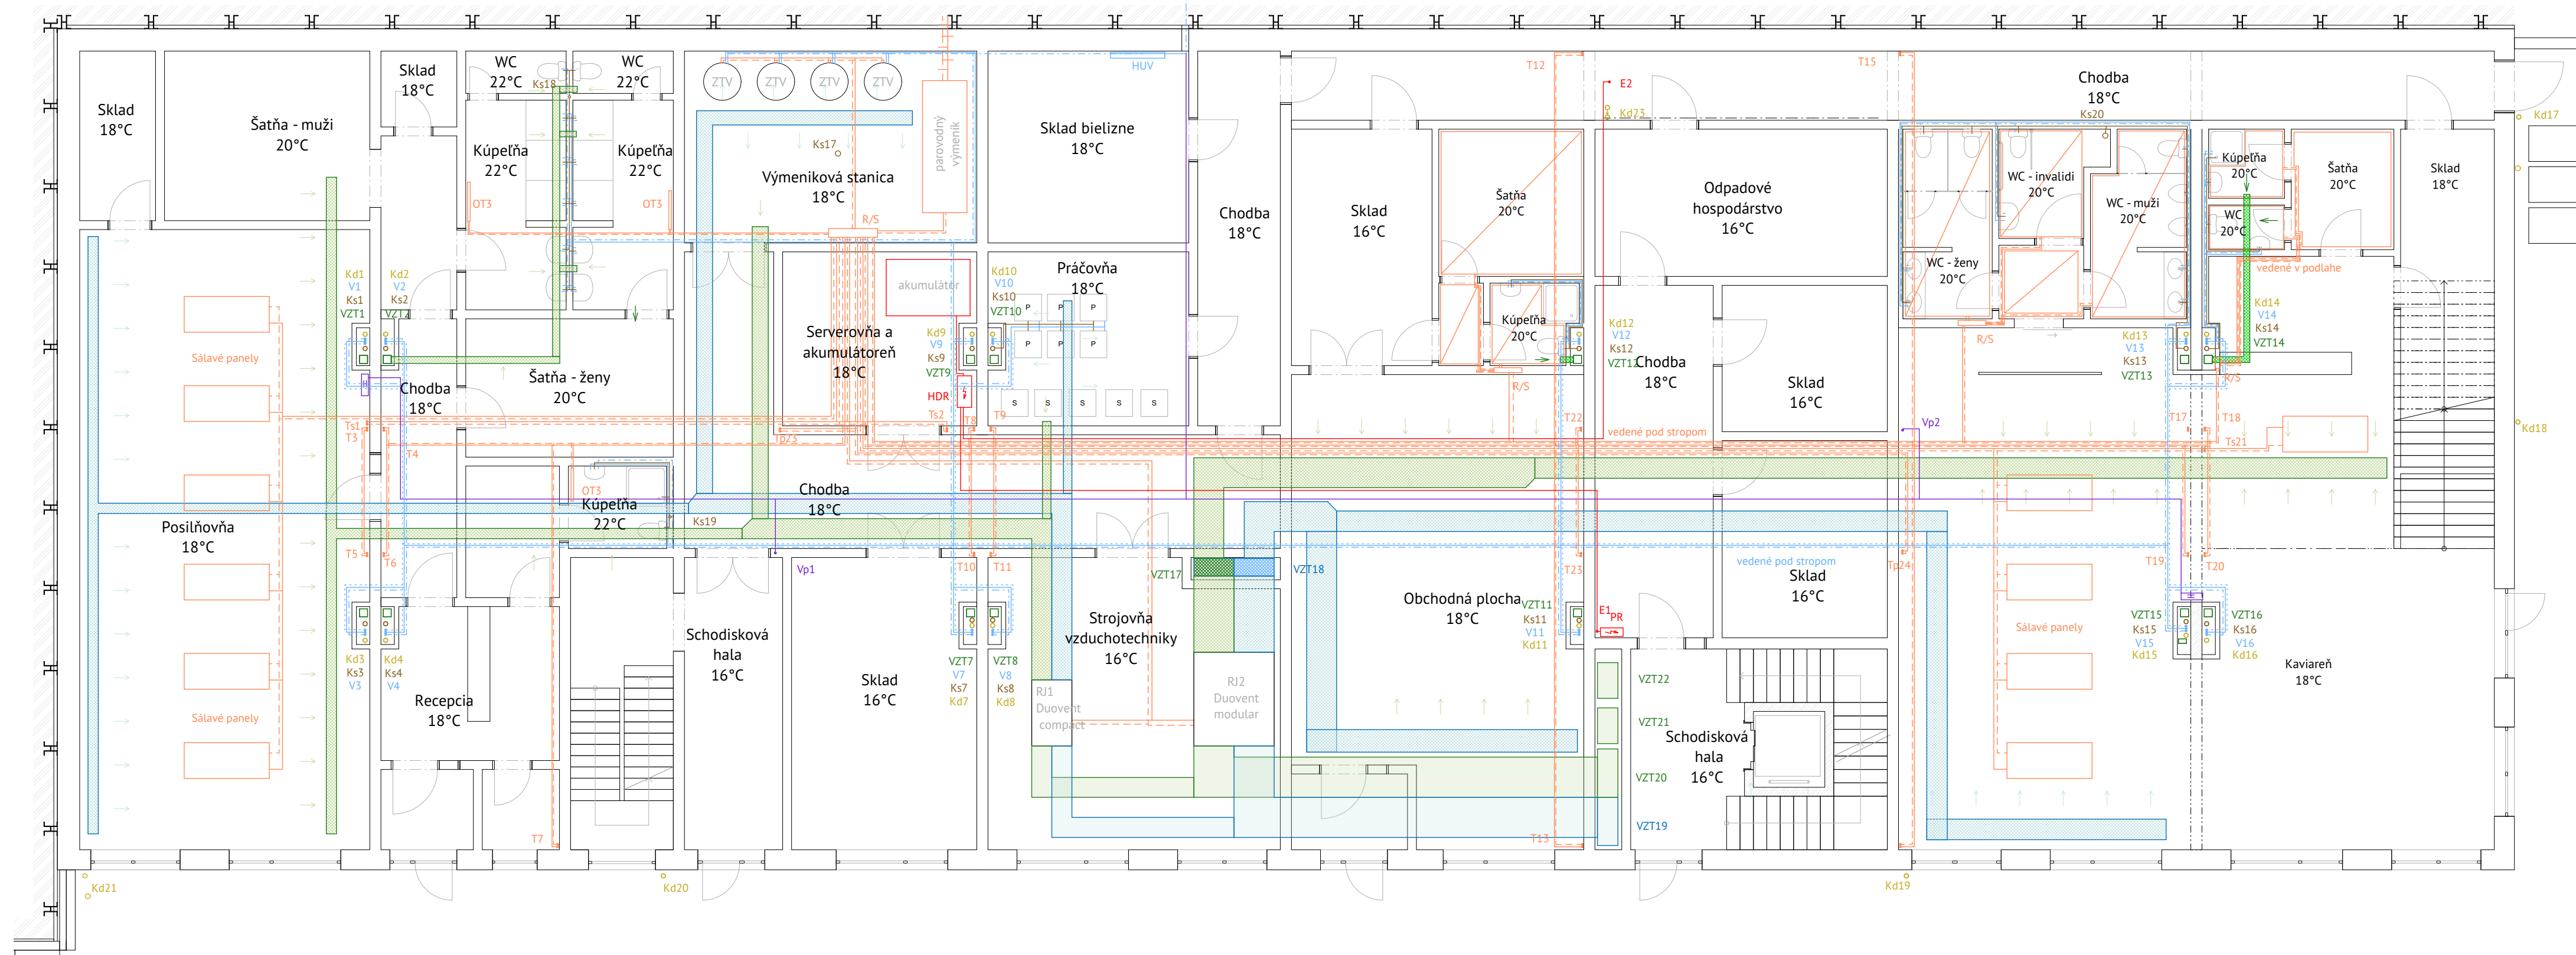 Sklad
18°C
Šatňa - muži
20°C
Sklad
18°C
WC
22°C
Ks18
WC
22°C
Kúpeľňa
22°C
Kúpeľňa
22°C
OT3
OT3
ZTV
ZTV
ZTV
ZTV
Ks17
Výmeniková stanica
18°C
R/S
parovodný
výmeník
HUV
Sklad bielizne
18°C
Chodba
18°C
Sklad
16°C
T12
E2
Kd23
Šatňa
20°C
Odpadové
hospodárstvo
16°C
T15
Chodba
18°C
Ks20
WC - invalidi
20°C
WC - muži
20°C
WC - ženy
20°C
Kúpeľňa
20°C
WC
20°C
Šatňa
20°C
Sklad
18°C
Kd17
vedené v podlahe
Kd1
V1
Ks1
VZT1
Kd2
V2
Ks2
VZT2
Sálavé panely
Chodba
18°C
Šatňa - ženy
20°C
akumulátor
Serverovňa a
akumulátoreň
18°C
Kd9
V9
Ks9
VZT9
HDR
Kd10
V10
Ks10
VZT10
Práčovňa
18°C
P
P
P
P
P
P
S
S
S
S
S
Kúpeľňa
20°C
R/S
Kd12
V12
Ks12
VZT12
Chodba
18°C
Sklad
16°C
R/S
Kd13
V13
Ks13
VZT13
Kd14
V14
Ks14
VZT14
R/S
Ts1
T3
T4
Tp23
Ts2
T8
T9
T22
vedené pod stropom
Vp2
T17
T18
Ts21
Kd18
OT3
Kúpeľňa
22°C
Ks19
Chodba
18°C
Posilňovňa
18°C
T5
T6
Vp1
T10
T11
VZT17
VZT18
T23
vedené pod stropom
Sklad
16°C
Tp24
T19
T20
Kd3
Ks3
V3
Kd4
Ks4
V4
Sálavé panely
Recepcia
18°C
Schodisková
hala
16°C
Sklad
16°C
VZT7
V7
Ks7
Kd7
VZT8
V8
Ks8
Kd8
Strojovňa
vzduchotechniky
16°C
RJ1
Duovent
compact
RJ2
Duovent
modular
Obchodná plocha
18°C
VZT11
Ks11
V11
Kd11
E1
PR
VZT22
VZT21
VZT20
VZT19
Schodisková
hala
16°C
Sálavé panely
VZT15
Ks15
V15
Kd15
VZT16
Ks16
V16
Kd16
Kaviareň
18°C
T7
T13
Kd21
Kd20
Kd19